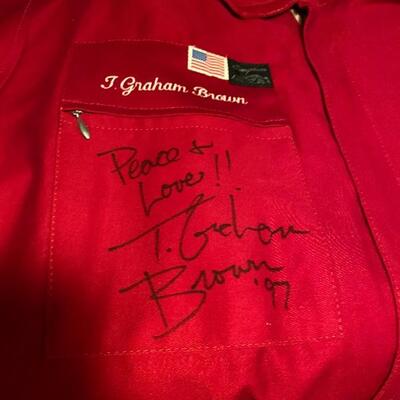 T. Graham Brown
Peace +
Love!!
T. Graham
Brown
'97